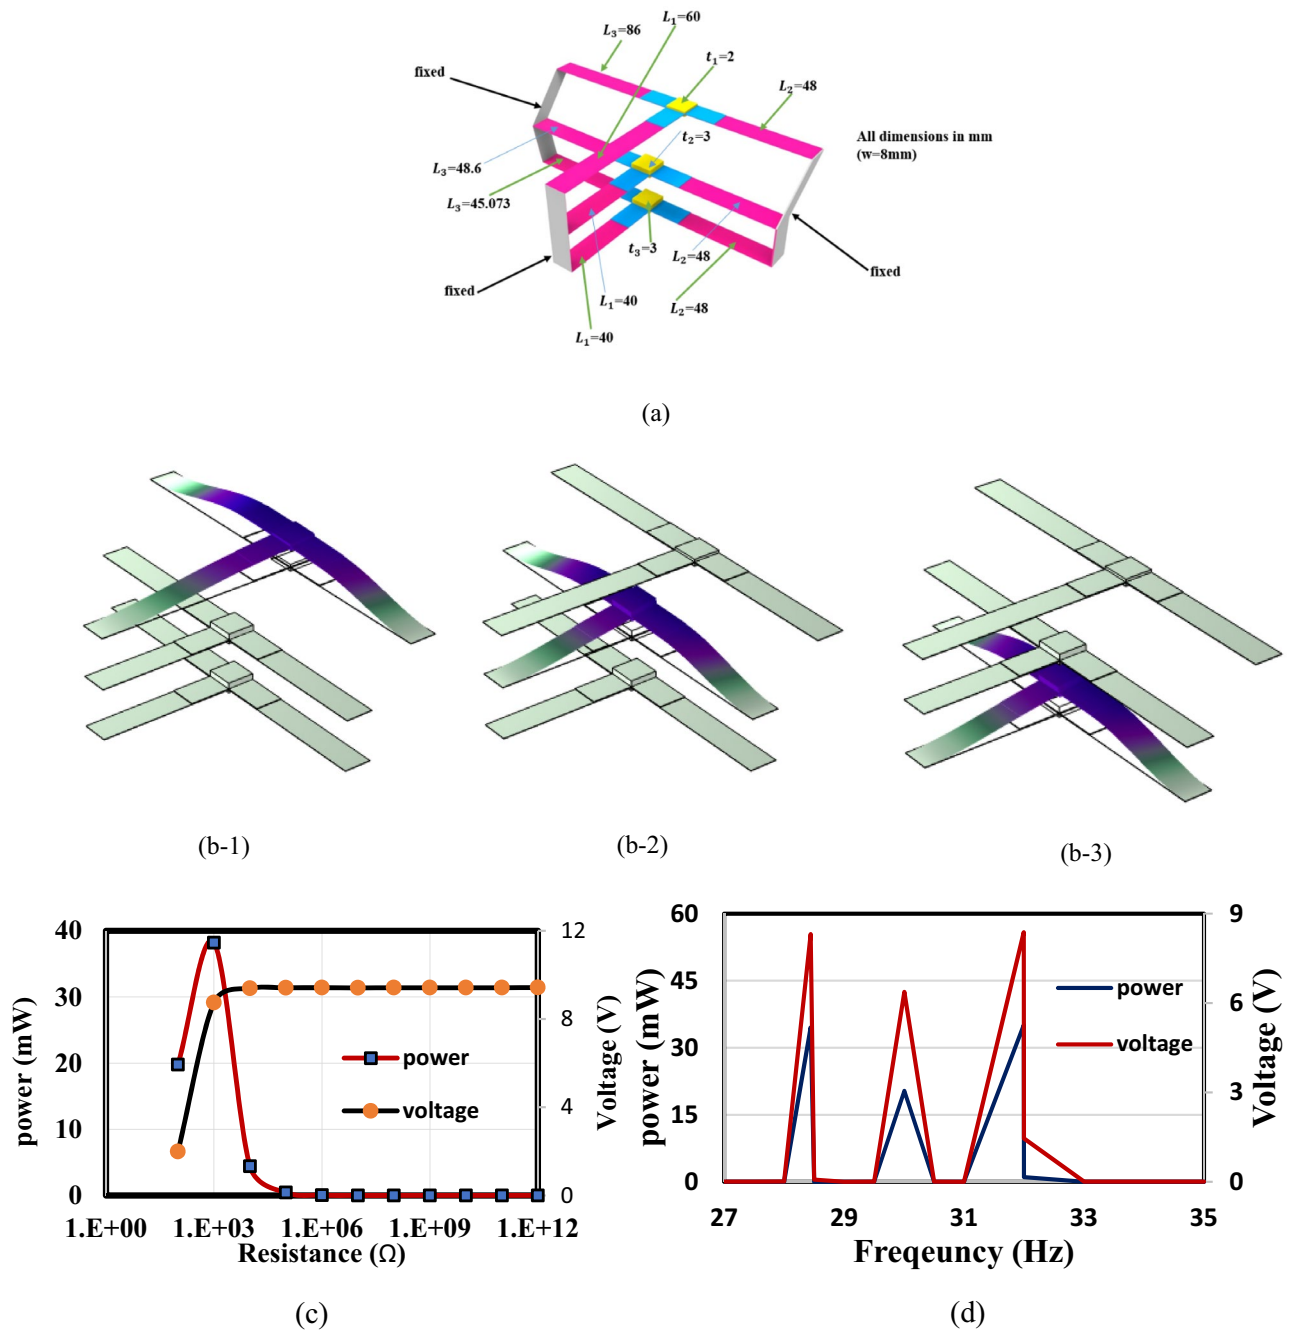 L₁=60
L₃=86
t₁=2
fixed
L₂=48
t₂=3
All dimensions in mm
(w=8mm)
L₃=48.6
L₃=45.073
t₃=3
L₂=48
fixed
fixed
L₁=40
L₂=48
L₁=40
(a)
(b-1)
(b-2)
(b-3)
40
30
20
10
0
power (mW)
12
8
4
0
Voltage (V)
power
voltage
1.E+00 1.E+03 1.E+06 1.E+09 1.E+12
Resistance (Ω)
(c)
60
45
30
15
0
power (mW)
9
6
3
0
Voltage (V)
power
voltage
27 29 31 33 35
Freqeuncy (Hz)
(d)